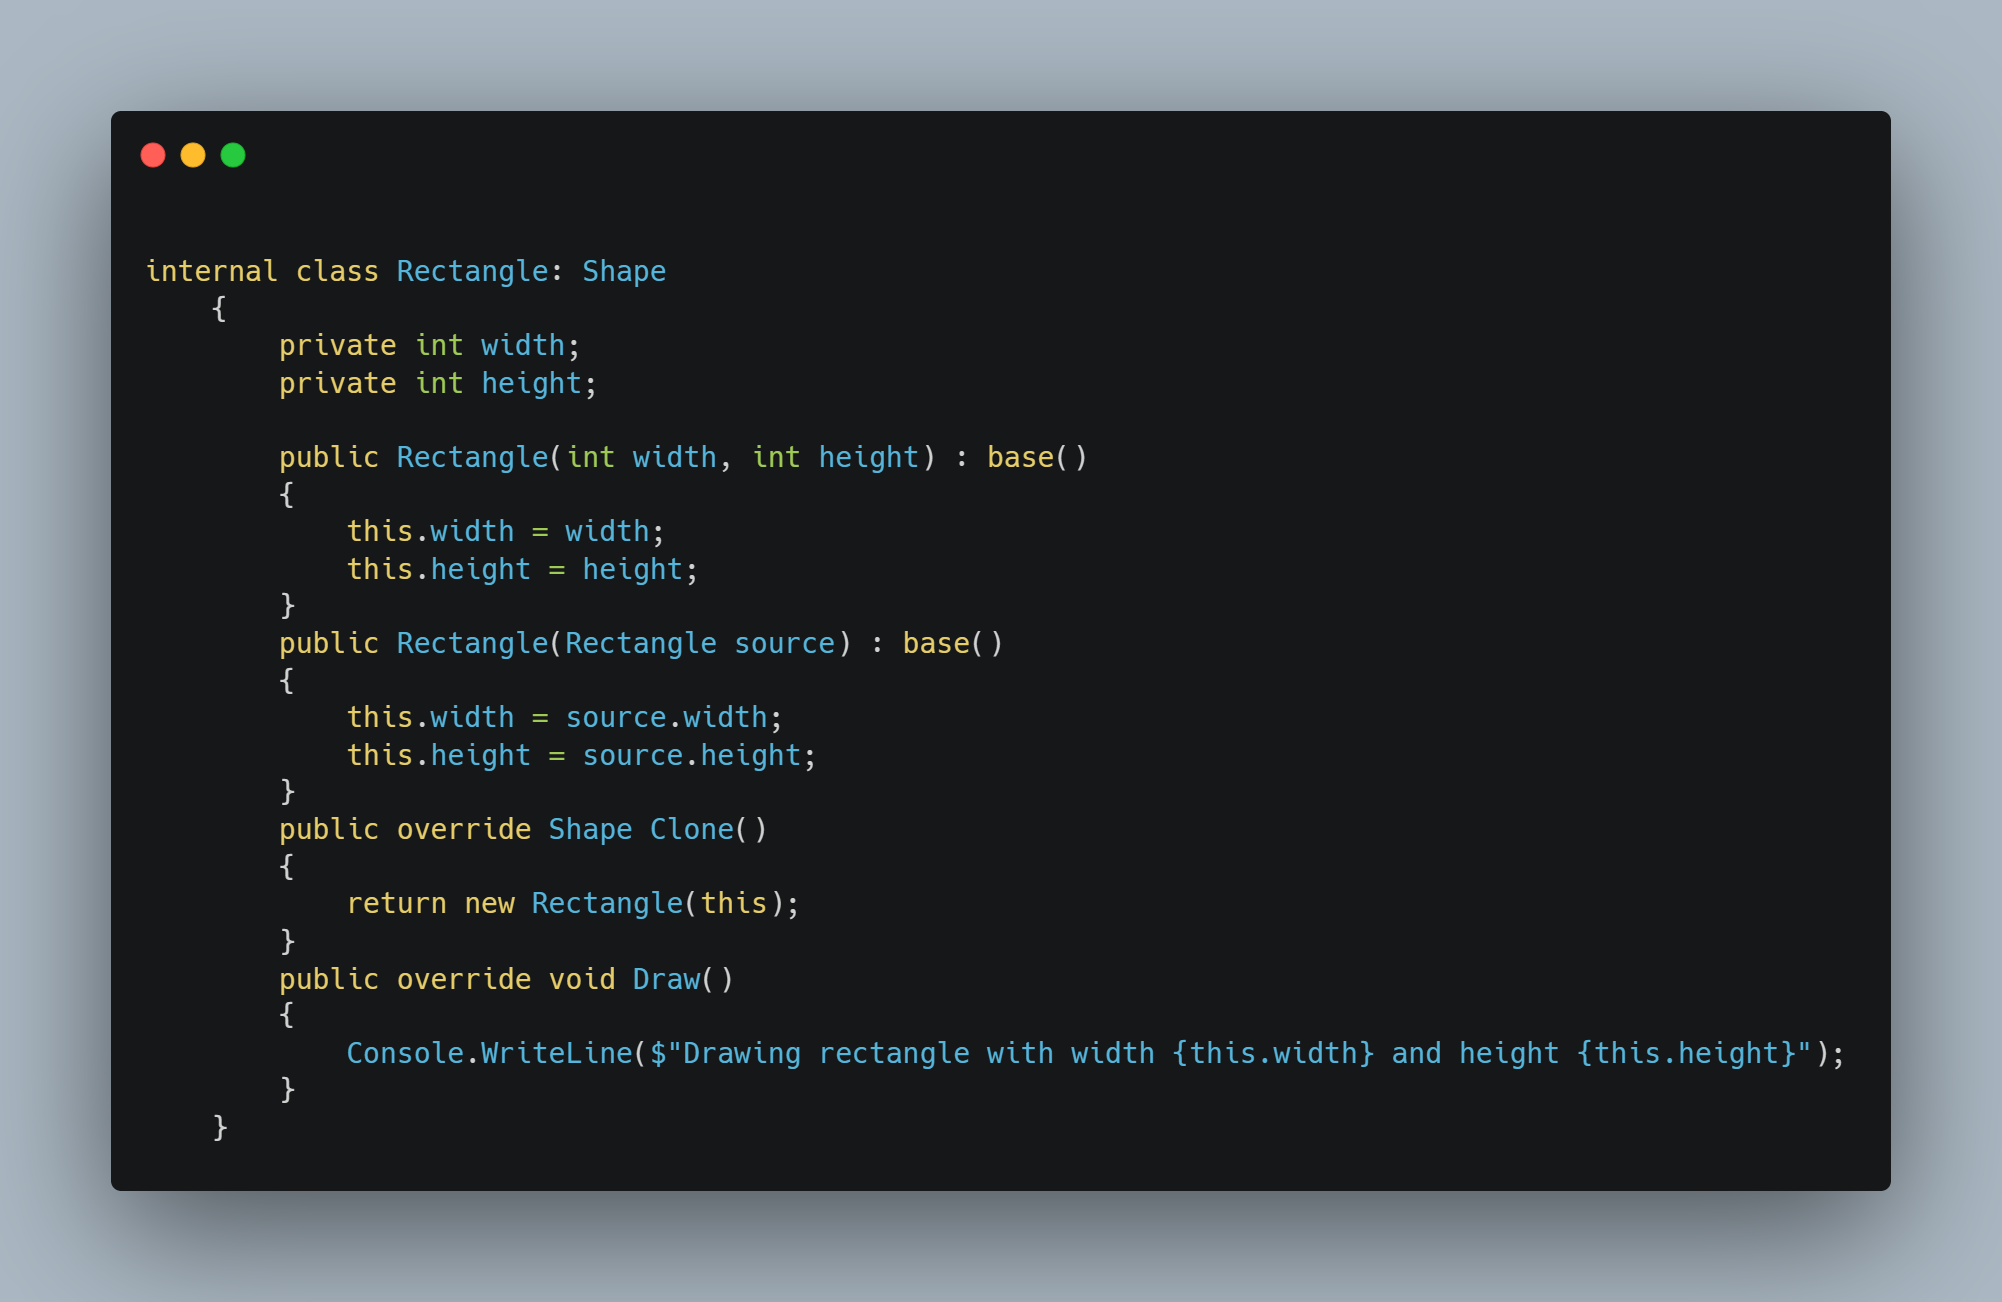 internal class Rectangle: Shape
    {
        private int width;
        private int height;

        public Rectangle(int width, int height) : base()
        {
            this.width = width;
            this.height = height;
        }
        public Rectangle(Rectangle source) : base()
        {
            this.width = source.width;
            this.height = source.height;
        }
        public override Shape Clone()
        {
            return new Rectangle(this);
        }
        public override void Draw()
        {
            Console.WriteLine($"Drawing rectangle with width {this.width} and height {this.height}");
        }
    }